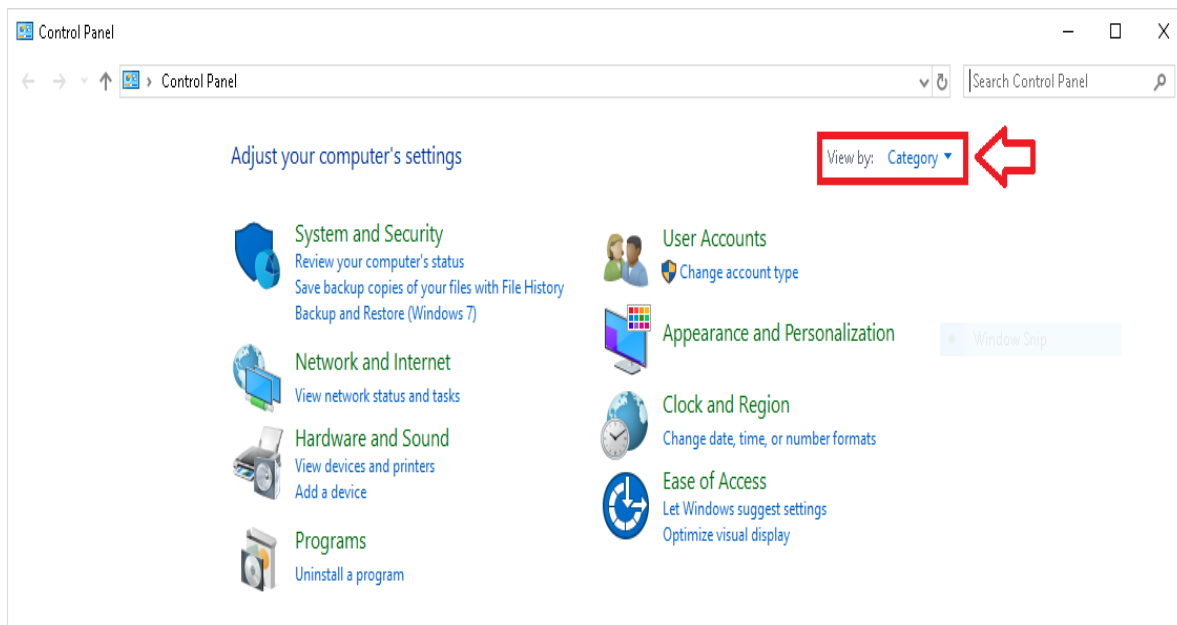 Control Panel
Control Panel
Search Control Panel
Adjust your computer's settings
View by: Category
System and Security
Review your computer's status
Save backup copies of your files with File History
Backup and Restore (Windows 7)
Network and Internet
View network status and tasks
Hardware and Sound
View devices and printers
Add a device
Programs
Uninstall a program
User Accounts
Change account type
Appearance and Personalization
Window Snip
Clock and Region
Change date, time, or number formats
Ease of Access
Let Windows suggest settings
Optimize visual display